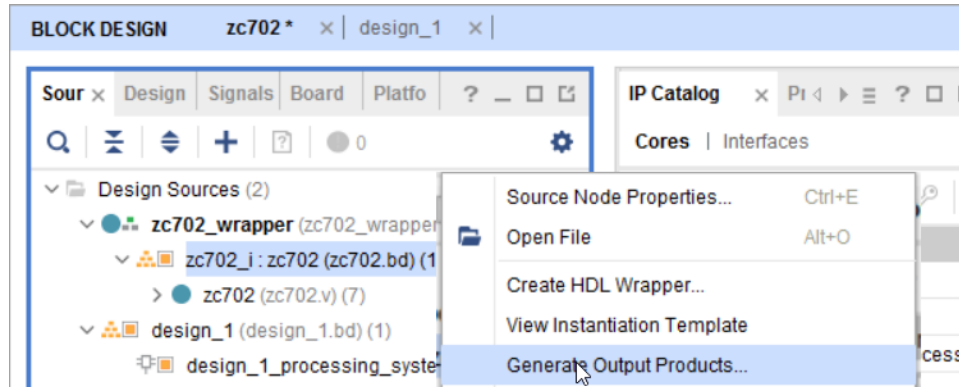 BLOCK DESIGN zc702 * × design_1 ×
Sour × Design Signals Board Platfo ? IP Catalog × ?
0 Cores | Interfaces
Design Sources (2)
zc702_wrapper (zc702_wrapper
zc702_i : zc702 (zc702.bd) (1
zc702 (zc702.v) (7)
design_1 (design_1.bd) (1)
design_1_processing_syste
Source Node Properties... Ctrl+E
Open File Alt+O
Create HDL Wrapper...
View Instantiation Template
Generate Output Products...
cess